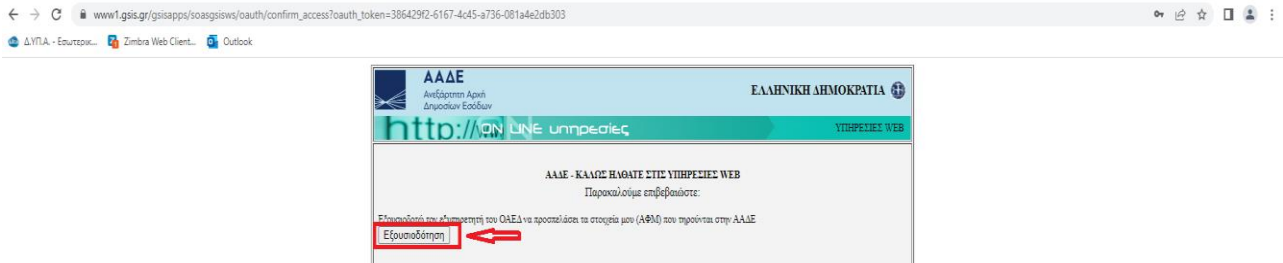 www1.gsis.gr/gsisapps/soasgsisws/oauth/confirm_access?oauth_token=386429f2-6167-4c45-a736-081a4e2db303
Δ.ΥΠ.Α. - Εσωτερικ... Zimbra Web Client... Outlook
ΑΑΔΕ
Ανεξάρτητη Αρχή
Δημοσίων Εσόδων
ΕΛΛΗΝΙΚΗ ΔΗΜΟΚΡΑΤΙΑ
http://www ON LINE υπηρεσίες
ΥΠΗΡΕΣΙΕΣ WEB
ΑΑΔΕ - ΚΑΛΩΣ ΗΛΘΑΤΕ ΣΤΙΣ ΥΠΗΡΕΣΙΕΣ WEB
Παρακαλούμε επιβεβαιώστε:
Εξουσιοδοτώ τον εξυπηρετητή του ΟΑΕΔ να προσπελάσει τα στοιχεία μου (ΑΦΜ) που τηρούνται στην ΑΑΔΕ
Εξουσιοδότηση